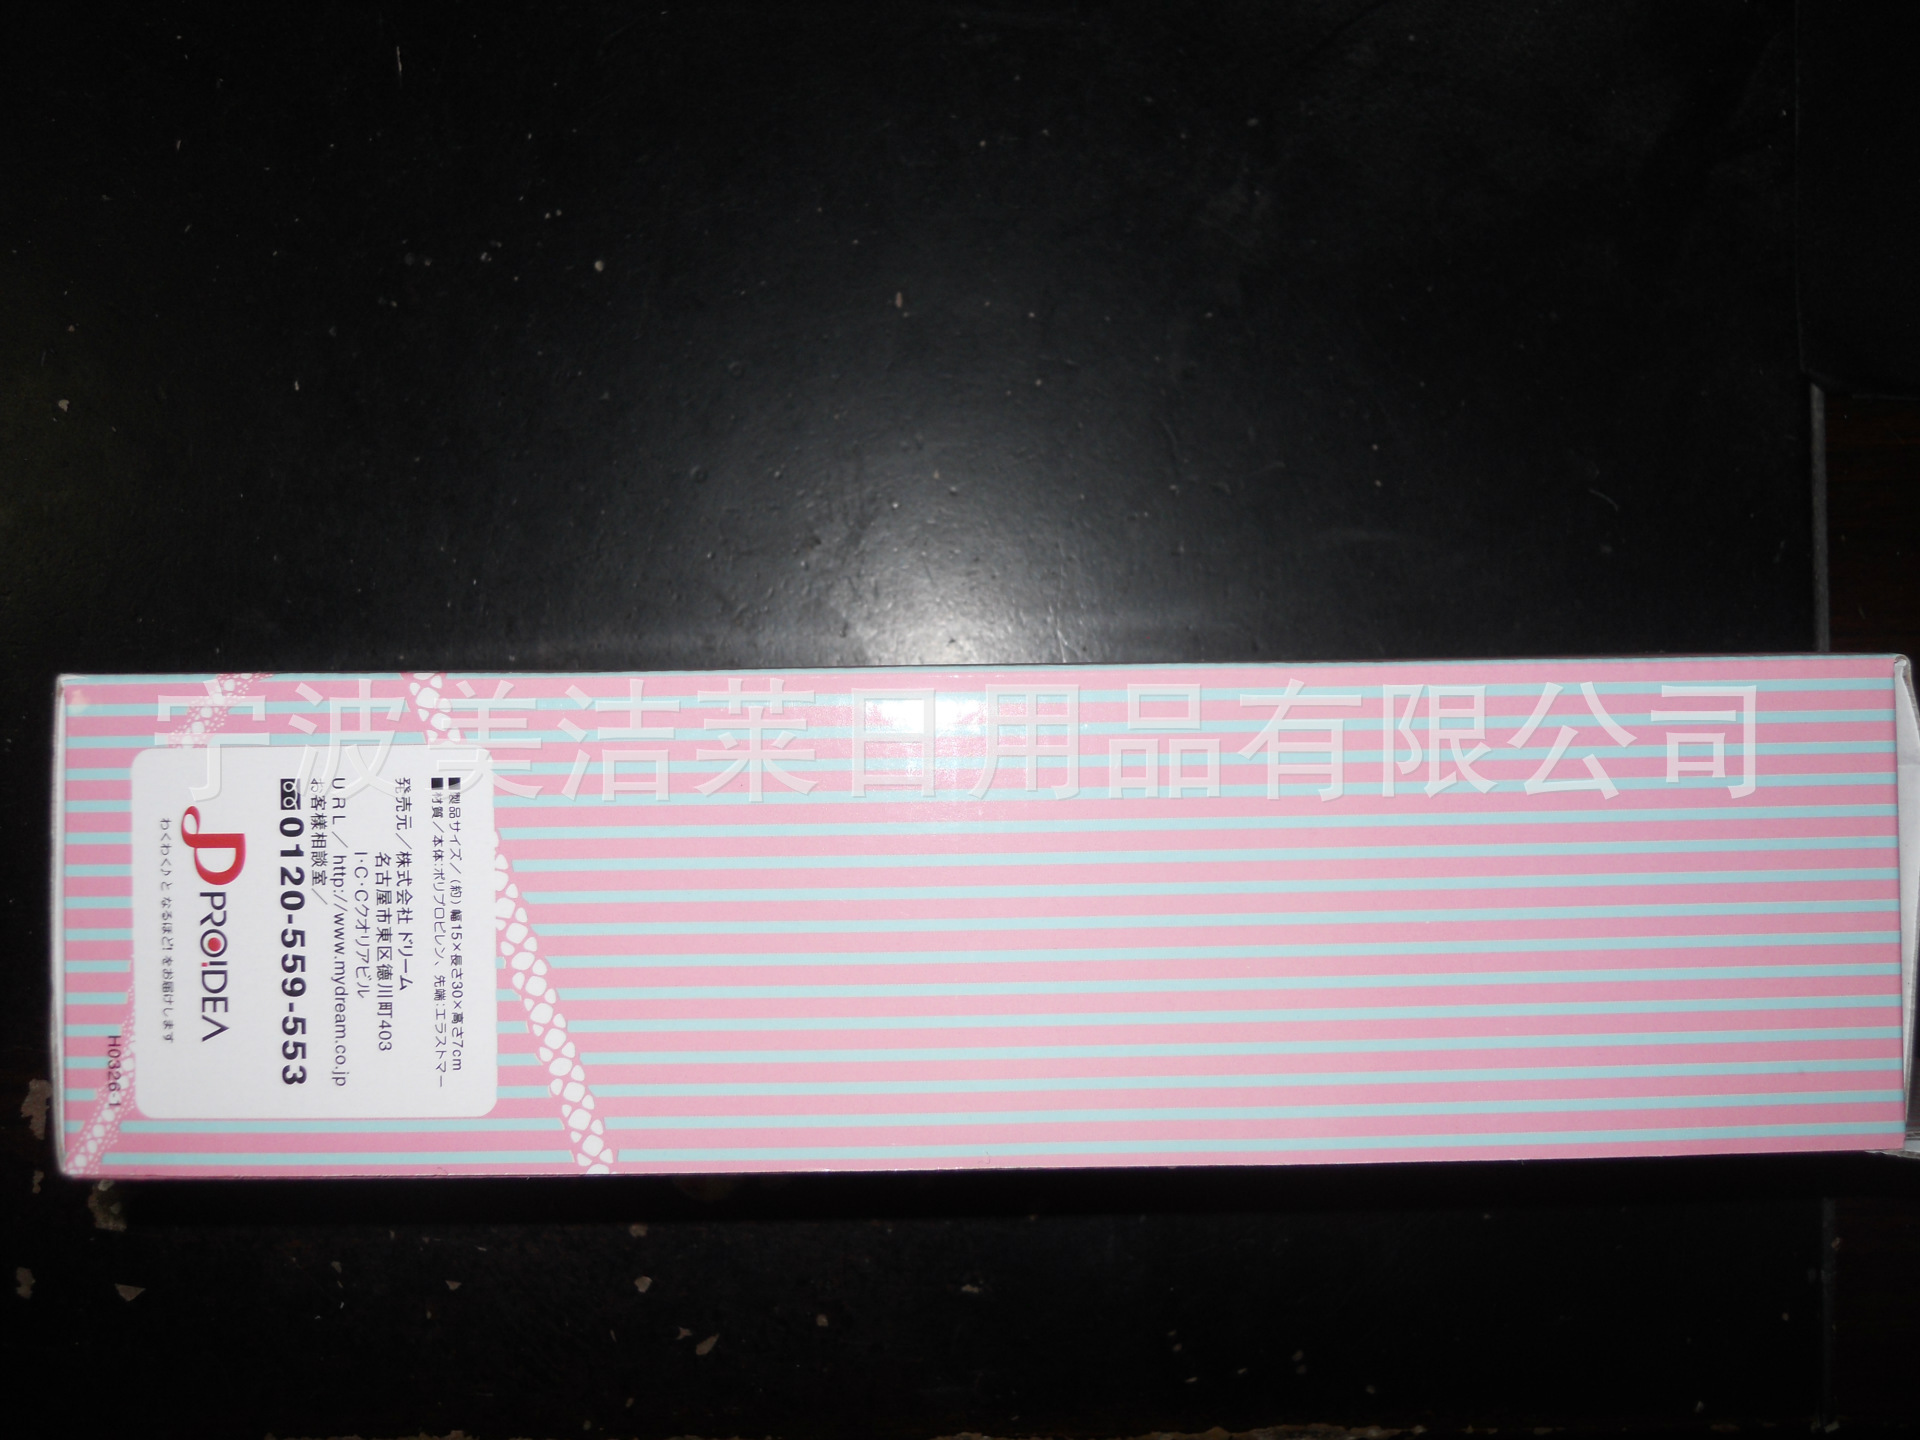 宁波美洁莱日用品有限公司
■製品サイズ／(約)幅15×長さ30×高さ7cm
■材質／本体:ポリプロピレン、先端:エラストマー
発売元／株式会社ドリーム
名古屋市東区徳川町403
I・C・Cクオリアビル
URL／http://www.mydream.co.jp
お客様相談室／
0120-559-553
PROIDEA
わくわく♪と なるほど!をお届けします
H0326-1